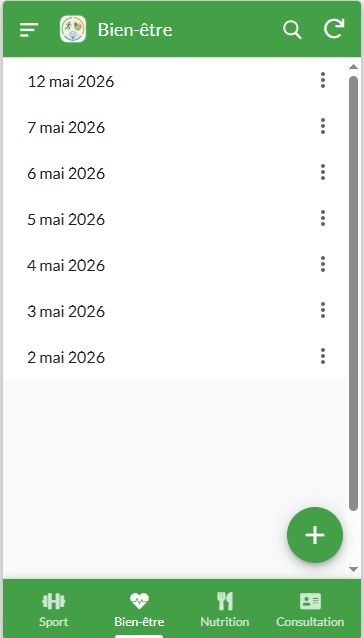 Bien-être
12 mai 2026
7 mai 2026
6 mai 2026
5 mai 2026
4 mai 2026
3 mai 2026
2 mai 2026
Sport
Bien-être
Nutrition
Consultation